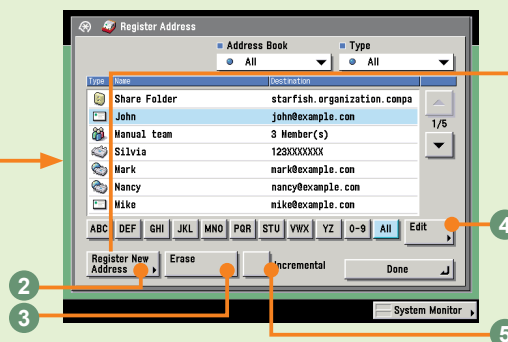 Register Address
Address Book Type
All All
Type Name Destination
Share Folder starfish.organization.compa
John john@example.com
1/5
Manual team 3 Member(s)
Silvia 123XXXXXXX
Mark mark@example.com
Nancy nancy@example.com
Mike mike@example.com
ABC DEF GHI JKL MNO PQR STU VWX YZ 0-9 All Edit
4
Register New Address Erase Incremental Done
2
3
System Monitor
5